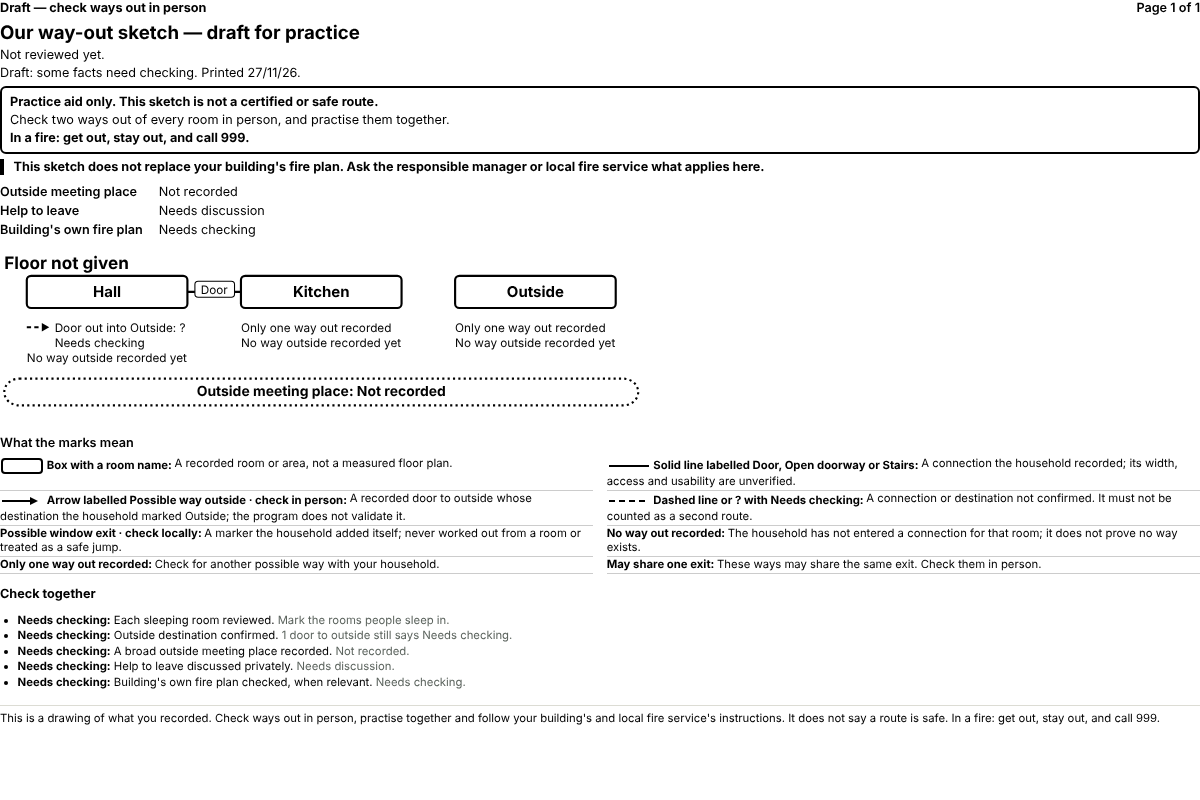 Draft — check ways out in person
Page 1 of 1
Our way-out sketch — draft for practice
Not reviewed yet.
Draft: some facts need checking. Printed 27/11/26.
Practice aid only. This sketch is not a certified or safe route.
Check two ways out of every room in person, and practise them together.
In a fire: get out, stay out, and call 999.
This sketch does not replace your building's fire plan. Ask the responsible manager or local fire service what applies here.
Outside meeting place Not recorded
Help to leave Needs discussion
Building's own fire plan Needs checking
Floor not given
Hall
Door
Kitchen
Outside
Door out into Outside: ?
Needs checking
No way outside recorded yet
Only one way out recorded
No way outside recorded yet
Only one way out recorded
No way outside recorded yet
Outside meeting place: Not recorded
What the marks mean
Box with a room name: A recorded room or area, not a measured floor plan.
Solid line labelled Door, Open doorway or Stairs: A connection the household recorded; its width,
access and usability are unverified.
Arrow labelled Possible way outside · check in person: A recorded door to outside whose
destination the household marked Outside; the program does not validate it.
Dashed line or ? with Needs checking: A connection or destination not confirmed. It must not be
counted as a second route.
Possible window exit · check locally: A marker the household added itself; never worked out from a room or
treated as a safe jump.
No way out recorded: The household has not entered a connection for that room; it does not prove no way
exists.
Only one way out recorded: Check for another possible way with your household.
May share one exit: These ways may share the same exit. Check them in person.
Check together
• Needs checking: Each sleeping room reviewed. Mark the rooms people sleep in.
• Needs checking: Outside destination confirmed. 1 door to outside still says Needs checking.
• Needs checking: A broad outside meeting place recorded. Not recorded.
• Needs checking: Help to leave discussed privately. Needs discussion.
• Needs checking: Building's own fire plan checked, when relevant. Needs checking.
This is a drawing of what you recorded. Check ways out in person, practise together and follow your building's and local fire service's instructions. It does not say a route is safe. In a fire: get out, stay out, and call 999.